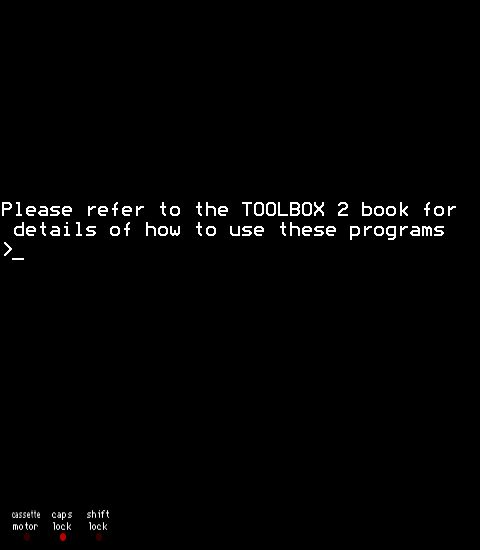 Please refer to the TOOLBOX 2 book for
details of how to use these programs
>_
cassette motor
caps lock
shift lock